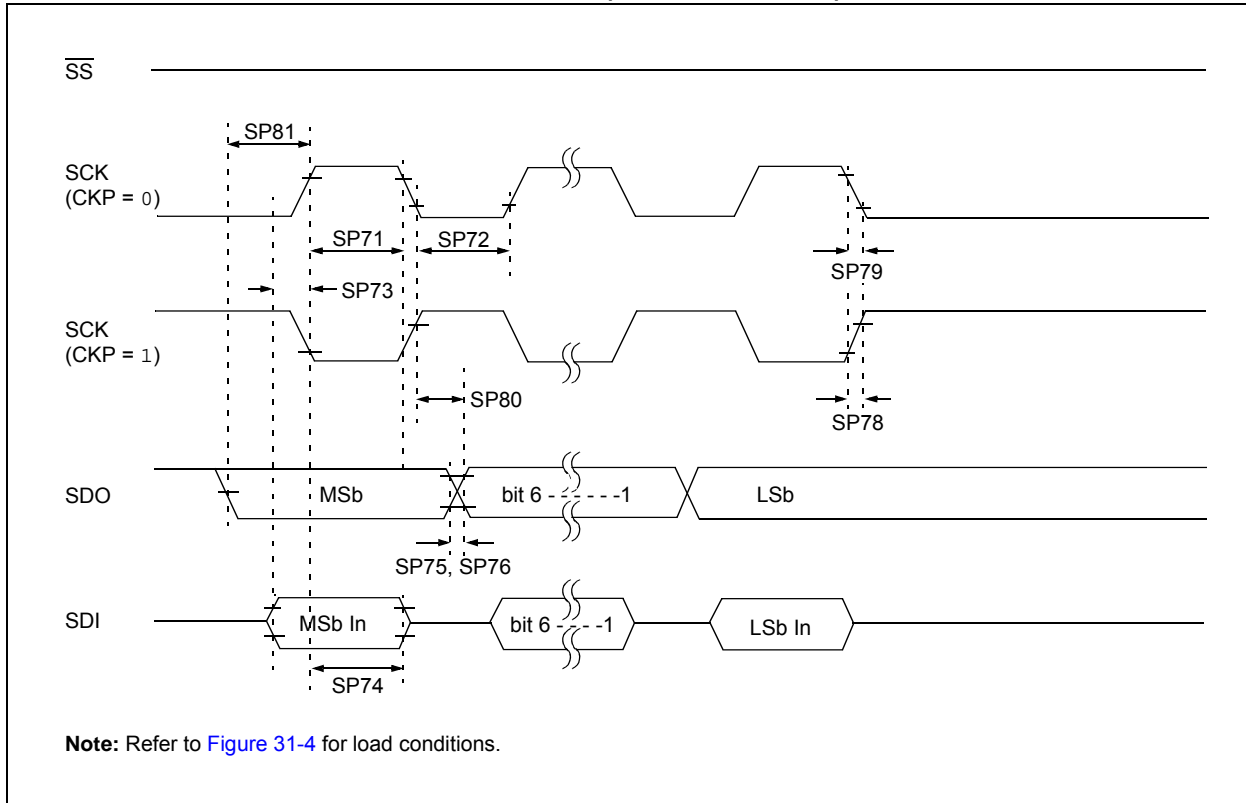 SS
SP81
SCK
(CKP = 0)
SP71
SP72
SP79
SP73
SCK
(CKP = 1)
SP80
SP78
SDO
MSb
bit 6 - - - - - -1
LSb
SP75, SP76
SDI
MSb In
bit 6 - - - -1
LSb In
SP74
Note: Refer to Figure 31-4 for load conditions.